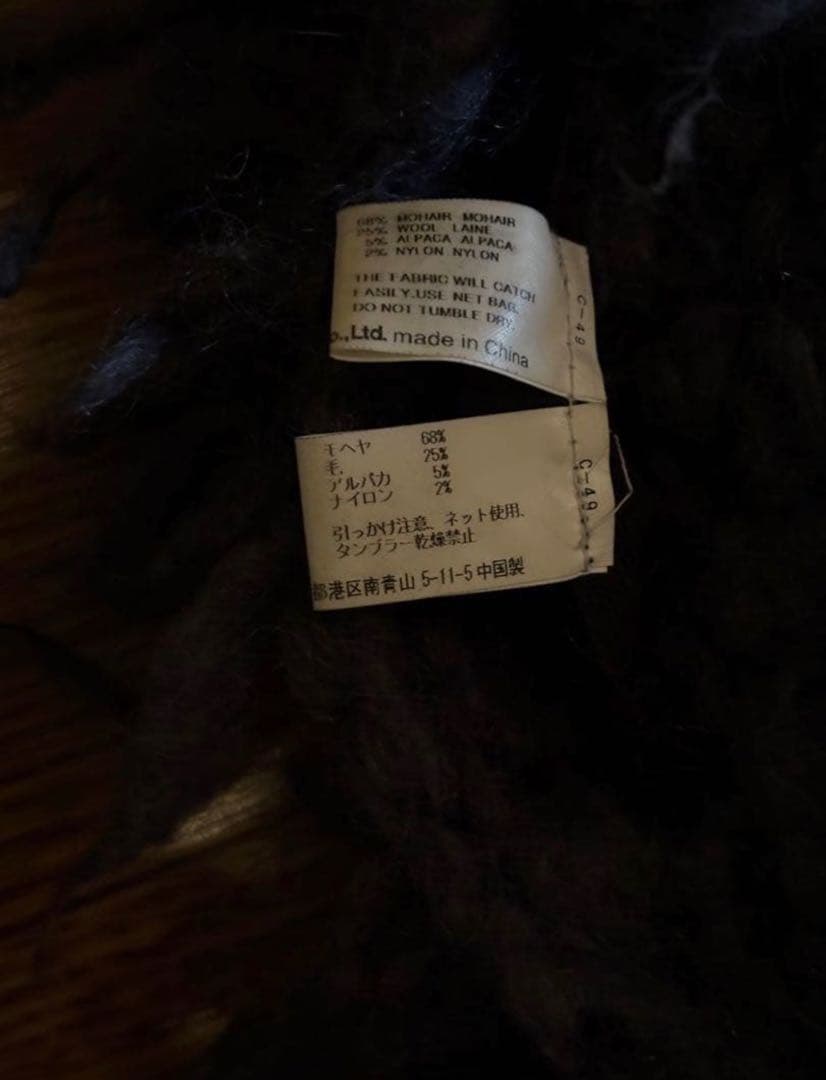 68% MOHAIR MOHAIR
25% WOOL LAINE
5% ALPACA ALPACA
2% NYLON NYLON
THE FABRIC WILL CATCH
EASILY.USE NET BAG.
DO NOT TUMBLE DRY.
o.,Ltd. made in China
C-49
モヘヤ 68%
毛 25%
アルパカ 5%
ナイロン 2%
引っかけ注意、ネット使用、
タンブラー乾燥禁止
都港区南青山 5-11-5 中国製
C-49